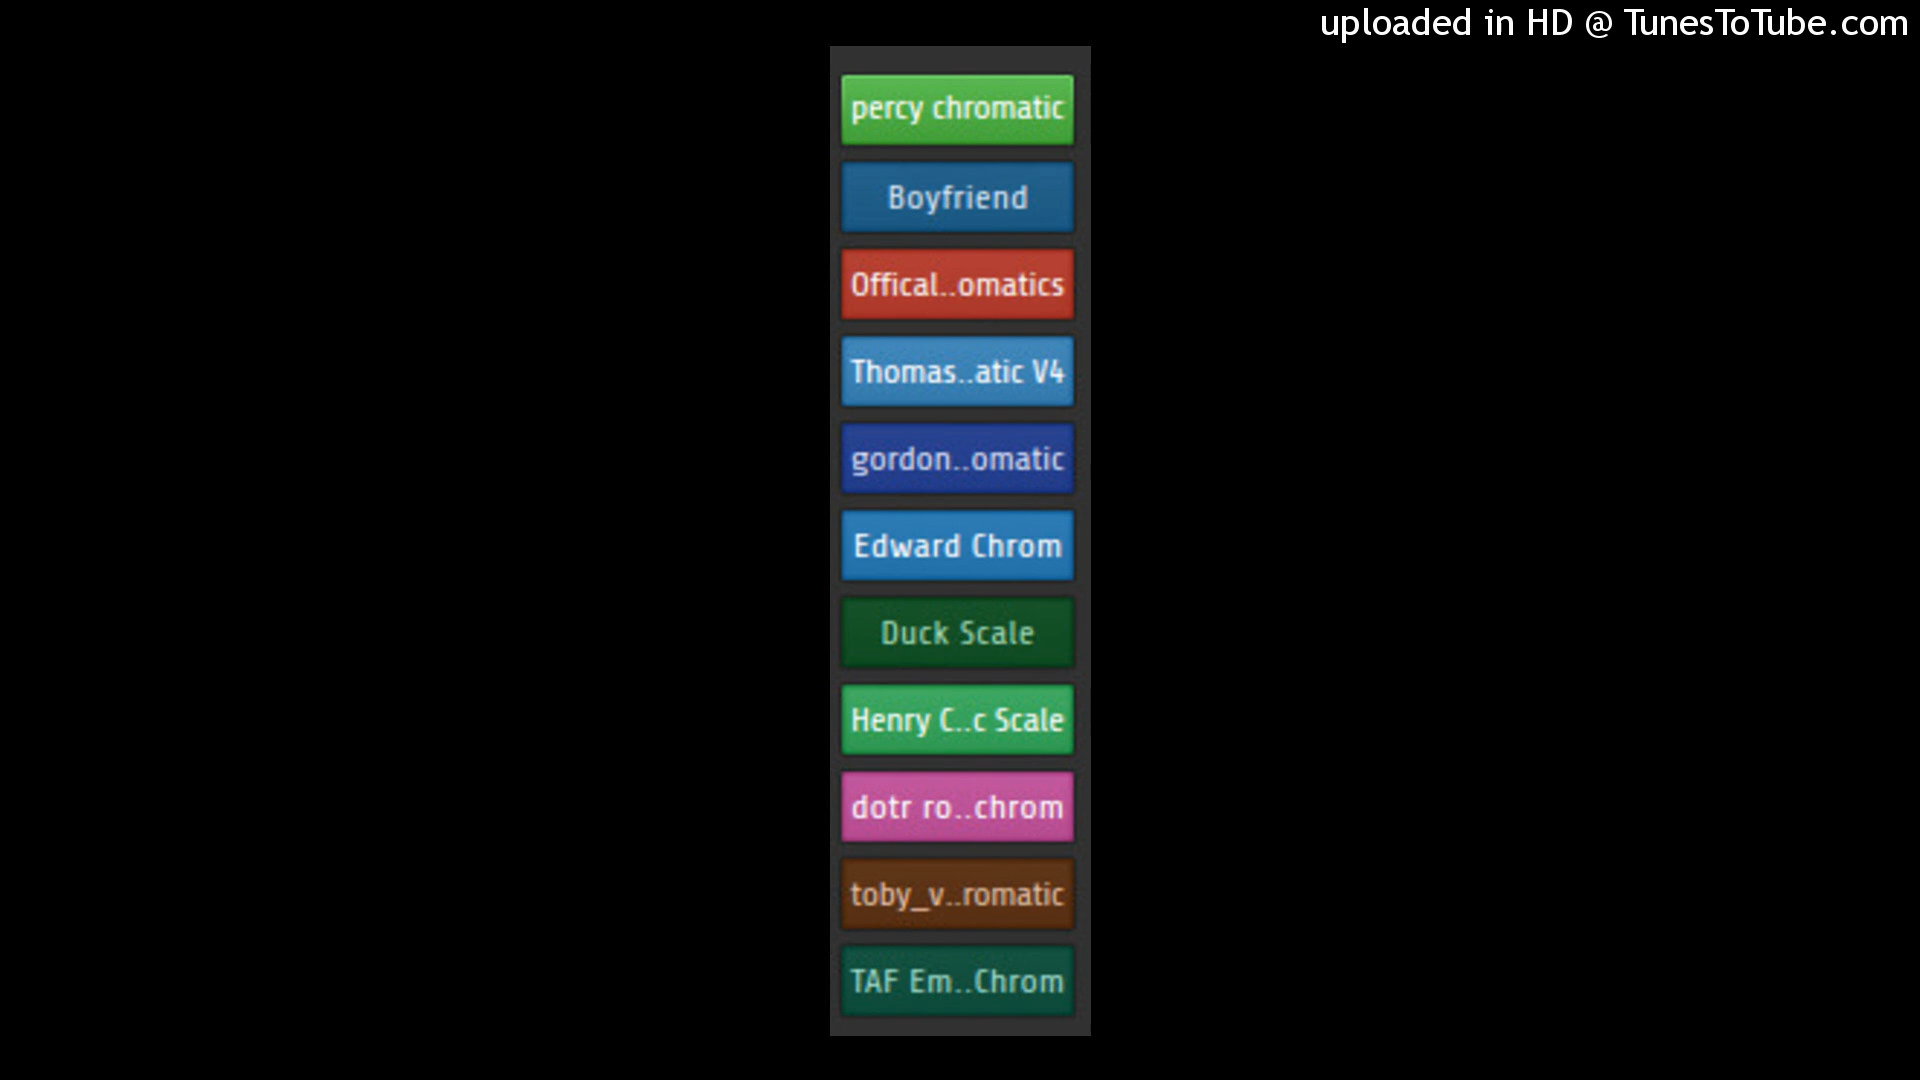 uploaded in HD @ TunesToTube.com
percy chromatic
Boyfriend
Offical..omatics
Thomas..atic V4
gordon..omatic
Edward Chrom
Duck Scale
Henry C..c Scale
dotr ro..chrom
toby_v..romatic
TAF Em..Chrom